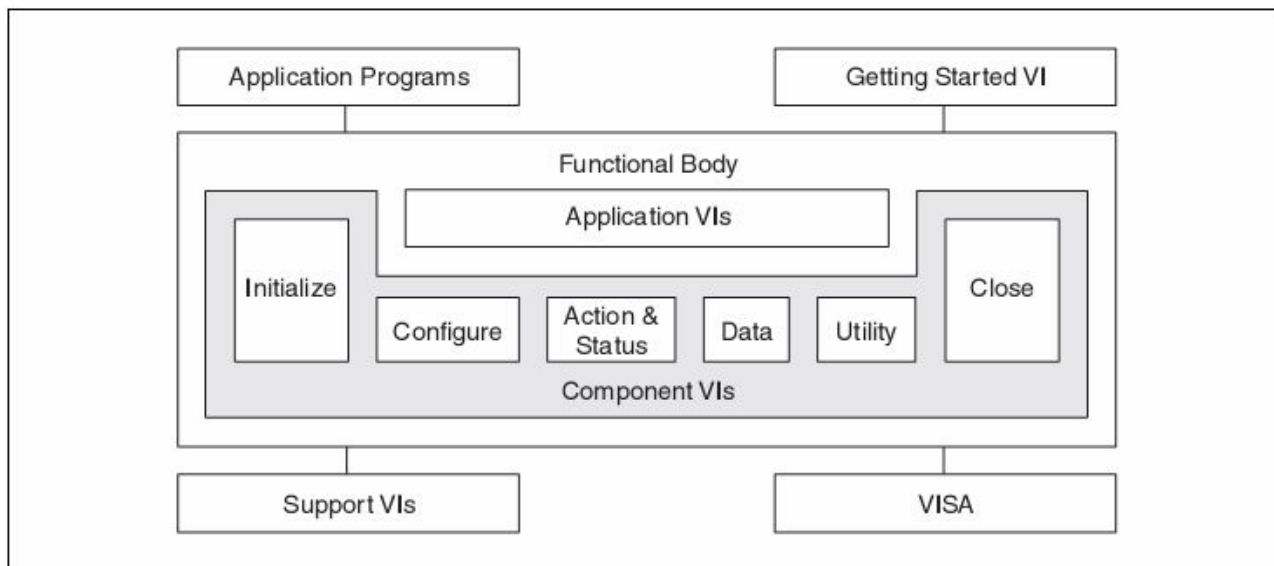 Application Programs
Getting Started VI
Functional Body
Application VIs
Initialize
Configure
Action &
Status
Data
Utility
Close
Component VIs
Support VIs
VISA